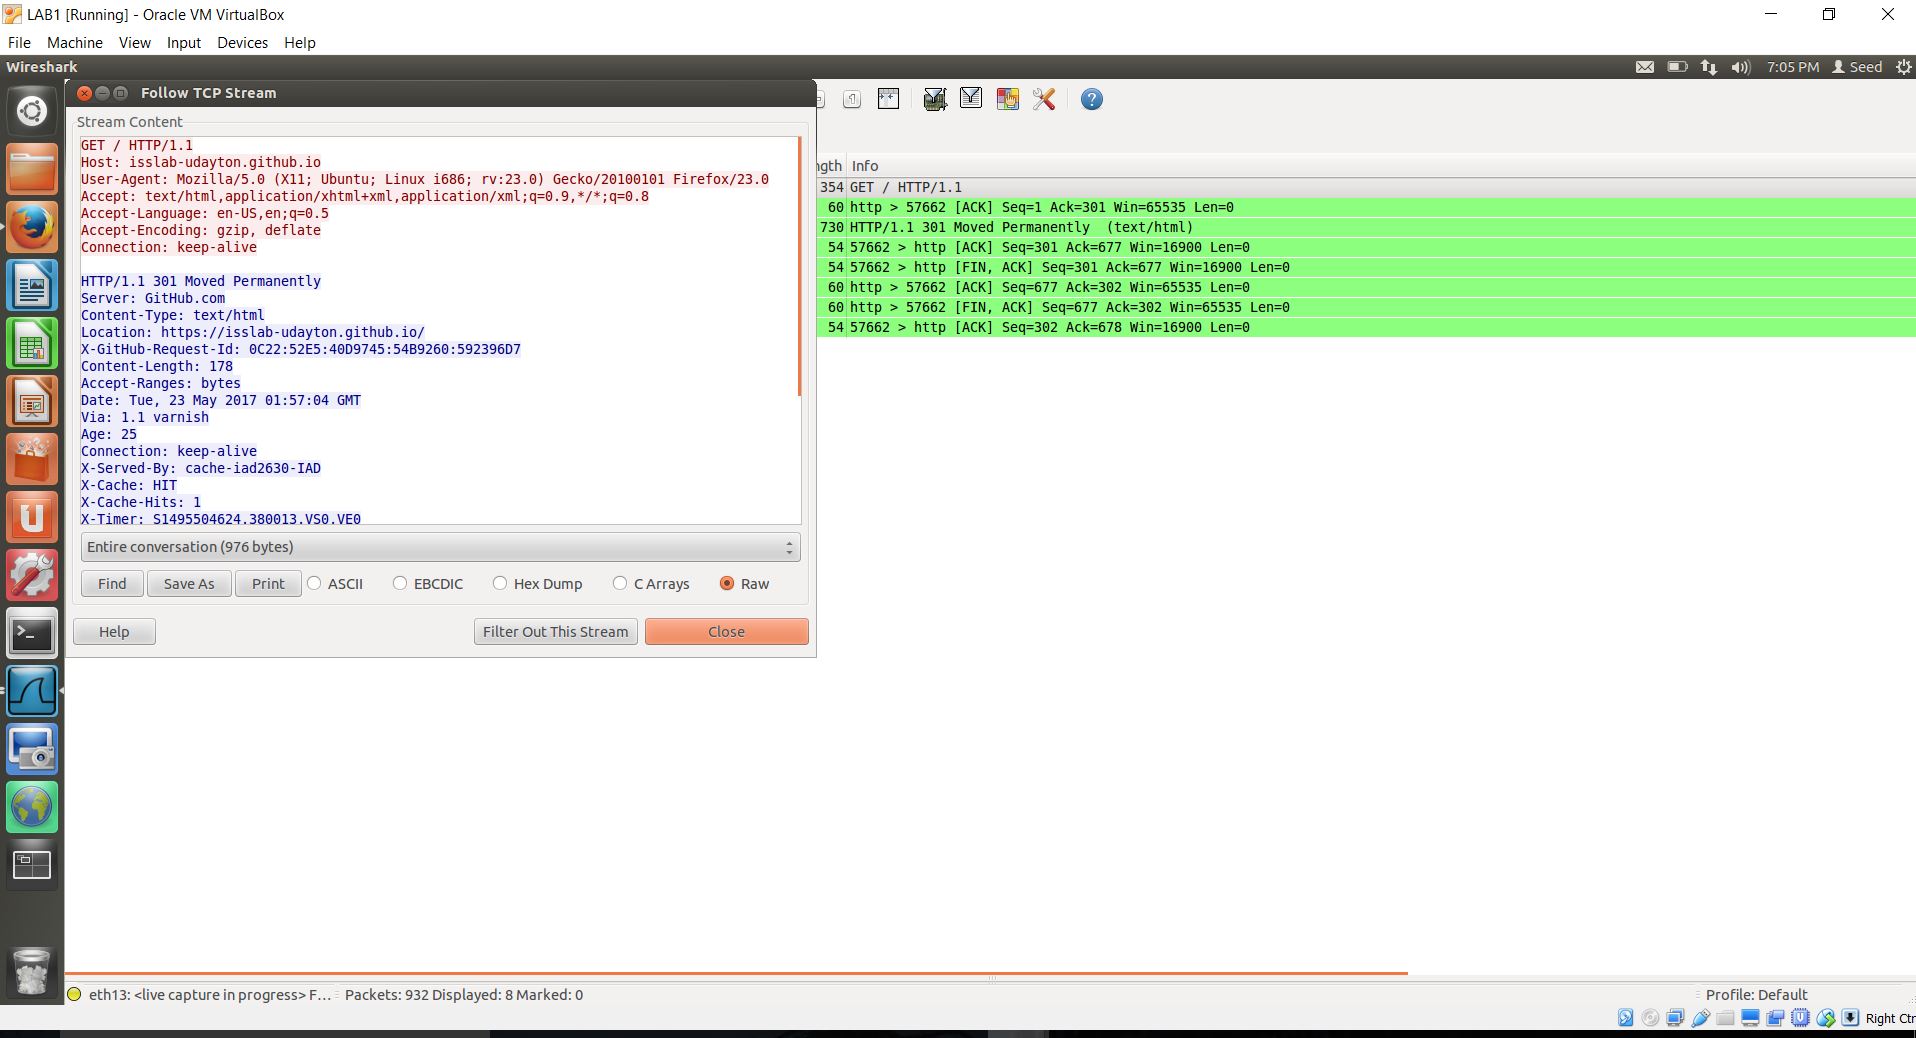 LAB1 [Running] - Oracle VM VirtualBox
File Machine View Input Devices Help
Wireshark
7:05 PM Seed
Follow TCP Stream
Stream Content
GET / HTTP/1.1
Host: isslab-udayton.github.io
User-Agent: Mozilla/5.0 (X11; Ubuntu; Linux i686; rv:23.0) Gecko/20100101 Firefox/23.0
Accept: text/html,application/xhtml+xml,application/xml;q=0.9,*/*;q=0.8
Accept-Language: en-US,en;q=0.5
Accept-Encoding: gzip, deflate
Connection: keep-alive
HTTP/1.1 301 Moved Permanently
Server: GitHub.com
Content-Type: text/html
Location: https://isslab-udayton.github.io/
X-GitHub-Request-Id: 0C22:52E5:40D9745:54B9260:592396D7
Content-Length: 178
Accept-Ranges: bytes
Date: Tue, 23 May 2017 01:57:04 GMT
Via: 1.1 varnish
Age: 25
Connection: keep-alive
X-Served-By: cache-iad2630-IAD
X-Cache: HIT
X-Cache-Hits: 1
X-Timer: S1495504624.380013,VS0,VE0
Entire conversation (976 bytes)
Find Save As Print ASCII EBCDIC Hex Dump C Arrays Raw
Help Filter Out This Stream Close
ngth Info
354 GET / HTTP/1.1
60 http > 57662 [ACK] Seq=1 Ack=301 Win=65535 Len=0
730 HTTP/1.1 301 Moved Permanently (text/html)
54 57662 > http [ACK] Seq=301 Ack=677 Win=16900 Len=0
54 57662 > http [FIN, ACK] Seq=301 Ack=677 Win=16900 Len=0
60 http > 57662 [ACK] Seq=677 Ack=302 Win=65535 Len=0
60 http > 57662 [FIN, ACK] Seq=677 Ack=302 Win=65535 Len=0
54 57662 > http [ACK] Seq=302 Ack=678 Win=16900 Len=0
eth13: <live capture in progress> F... Packets: 932 Displayed: 8 Marked: 0 Profile: Default
Right Ctr